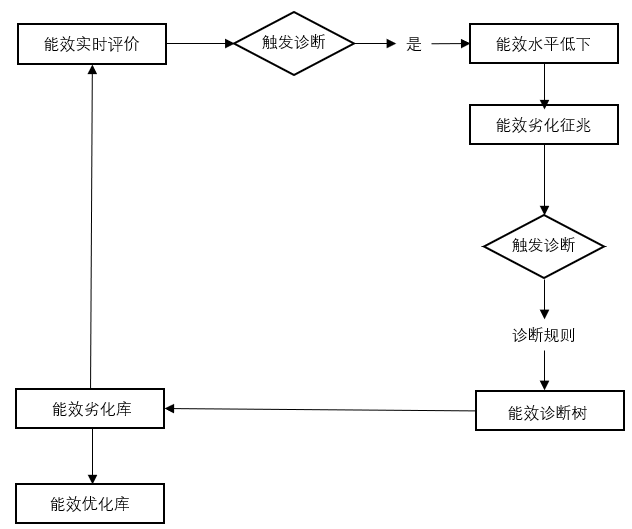 能效实时评价
触发诊断
是
能效水平低下
能效劣化征兆
触发诊断
诊断规则
能效诊断树
能效劣化库
能效优化库